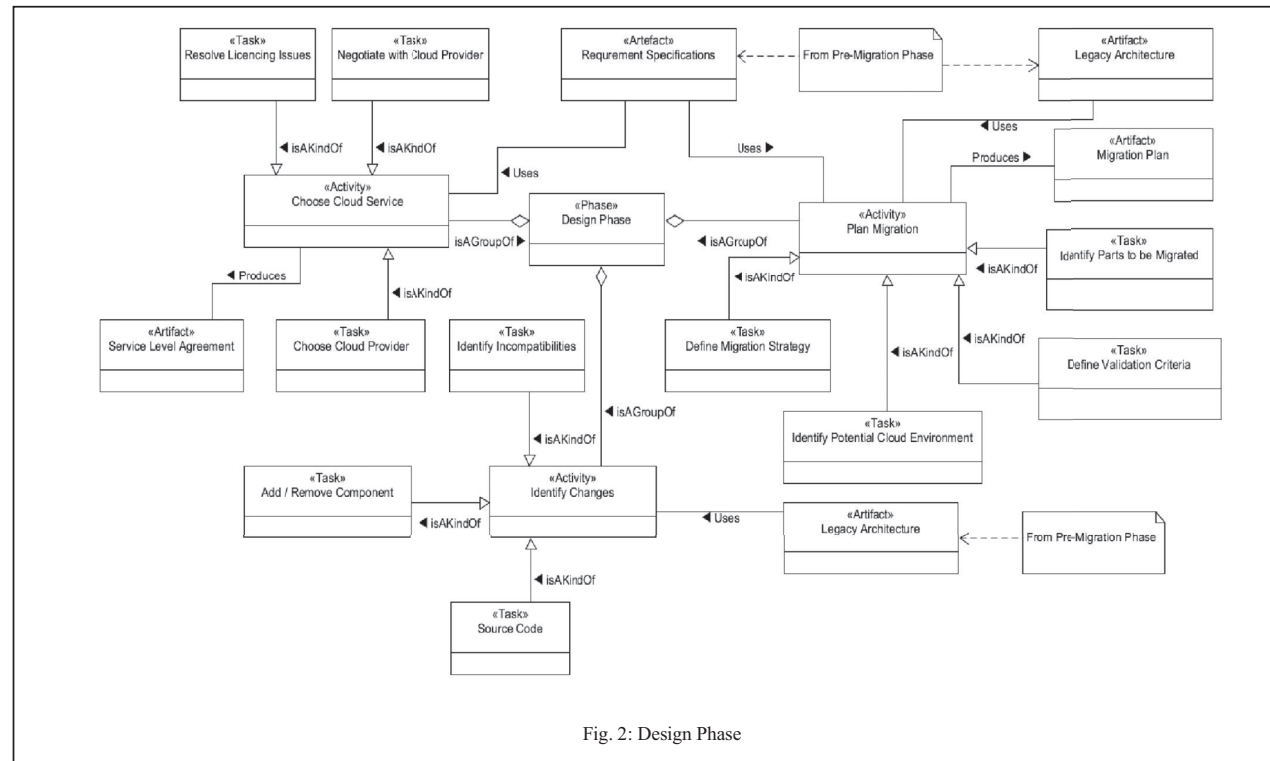 «Task»
Resolve Licencing Issues
«Task»
Negotiate with Cloud Provider
«Artefact»
Requrement Specifications
From Pre-Migration Phase
«Artifact»
Legacy Architecture
◄ isAKindOf
◄ isAKndOf
◄ Uses
Uses ►
◄ Uses
Produces ►
«Artifact»
Migration Plan
«Activity»
Choose Cloud Service
«Phase»
Design Phase
«Activity»
Plan Migration
isAGroupOf ►
◄ isAGroupOf
«Task»
Identify Parts to be Migrated
◄ isAKindOf
◄ Produces
◄ isAKindOf
◄ isAKindOf
«Artifact»
Service Level Agreement
«Task»
Choose Cloud Provider
«Task»
Identify Incompatibilities
«Task»
Define Migration Strategy
◄ isAKindOf
◄ isAKindOf
«Task»
Define Validation Criteria
◄ isAGroupOf
«Task»
Identify Potential Cloud Environment
◄ isAKindOf
«Task»
Add / Remove Component
«Activity»
Identify Changes
◄ isAKindOf
◄ Uses
«Artifact»
Legacy Architecture
From Pre-Migration Phase
◄ isAKindOf
«Task»
Source Code
Fig. 2: Design Phase